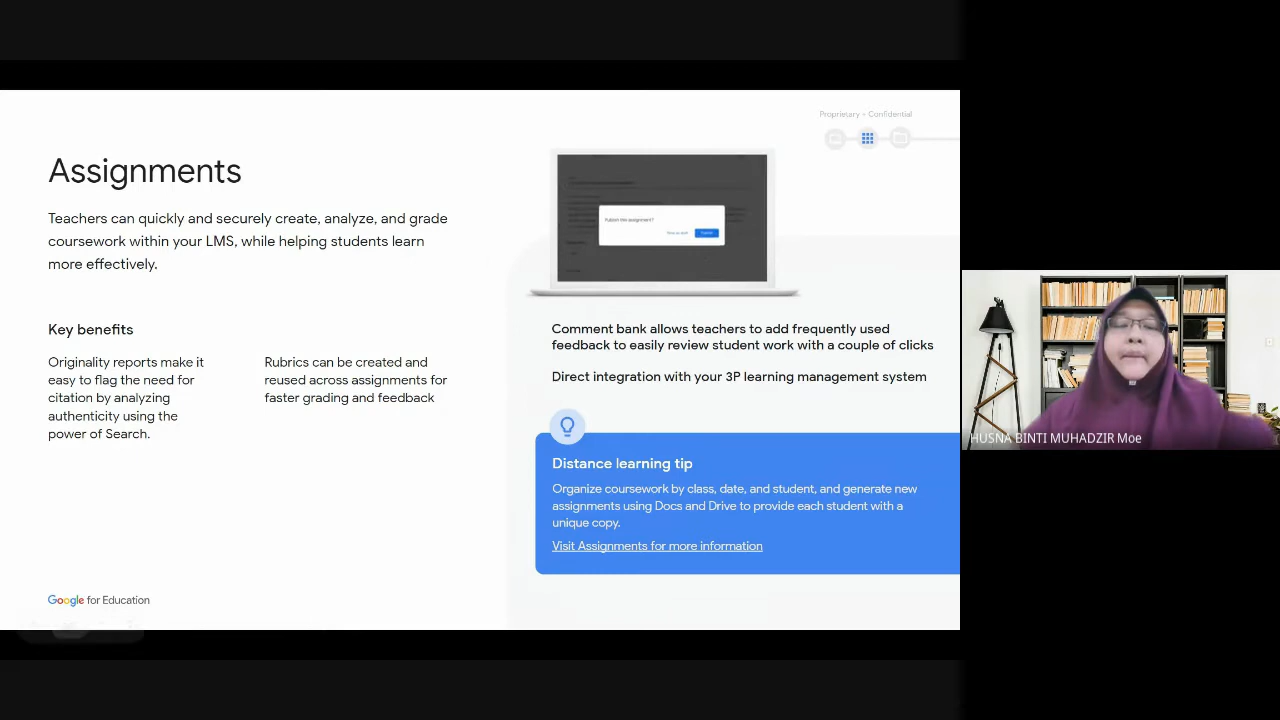 Proprietary + Confidential
Assignments
Teachers can quickly and securely create, analyze, and grade
coursework within your LMS, while helping students learn
more effectively.
Key benefits
Originality reports make it
easy to flag the need for
citation by analyzing
authenticity using the
power of Search.
Rubrics can be created and
reused across assignments for
faster grading and feedback
Publish this assignment?
Comment bank allows teachers to add frequently used
feedback to easily review student work with a couple of clicks
Direct integration with your 3P learning management system
Distance learning tip
Organize coursework by class, date, and student, and generate new
assignments using Docs and Drive to provide each student with a
unique copy.
Visit Assignments for more information
Google for Education
HUSNA BINTI MUHADZIR Moe